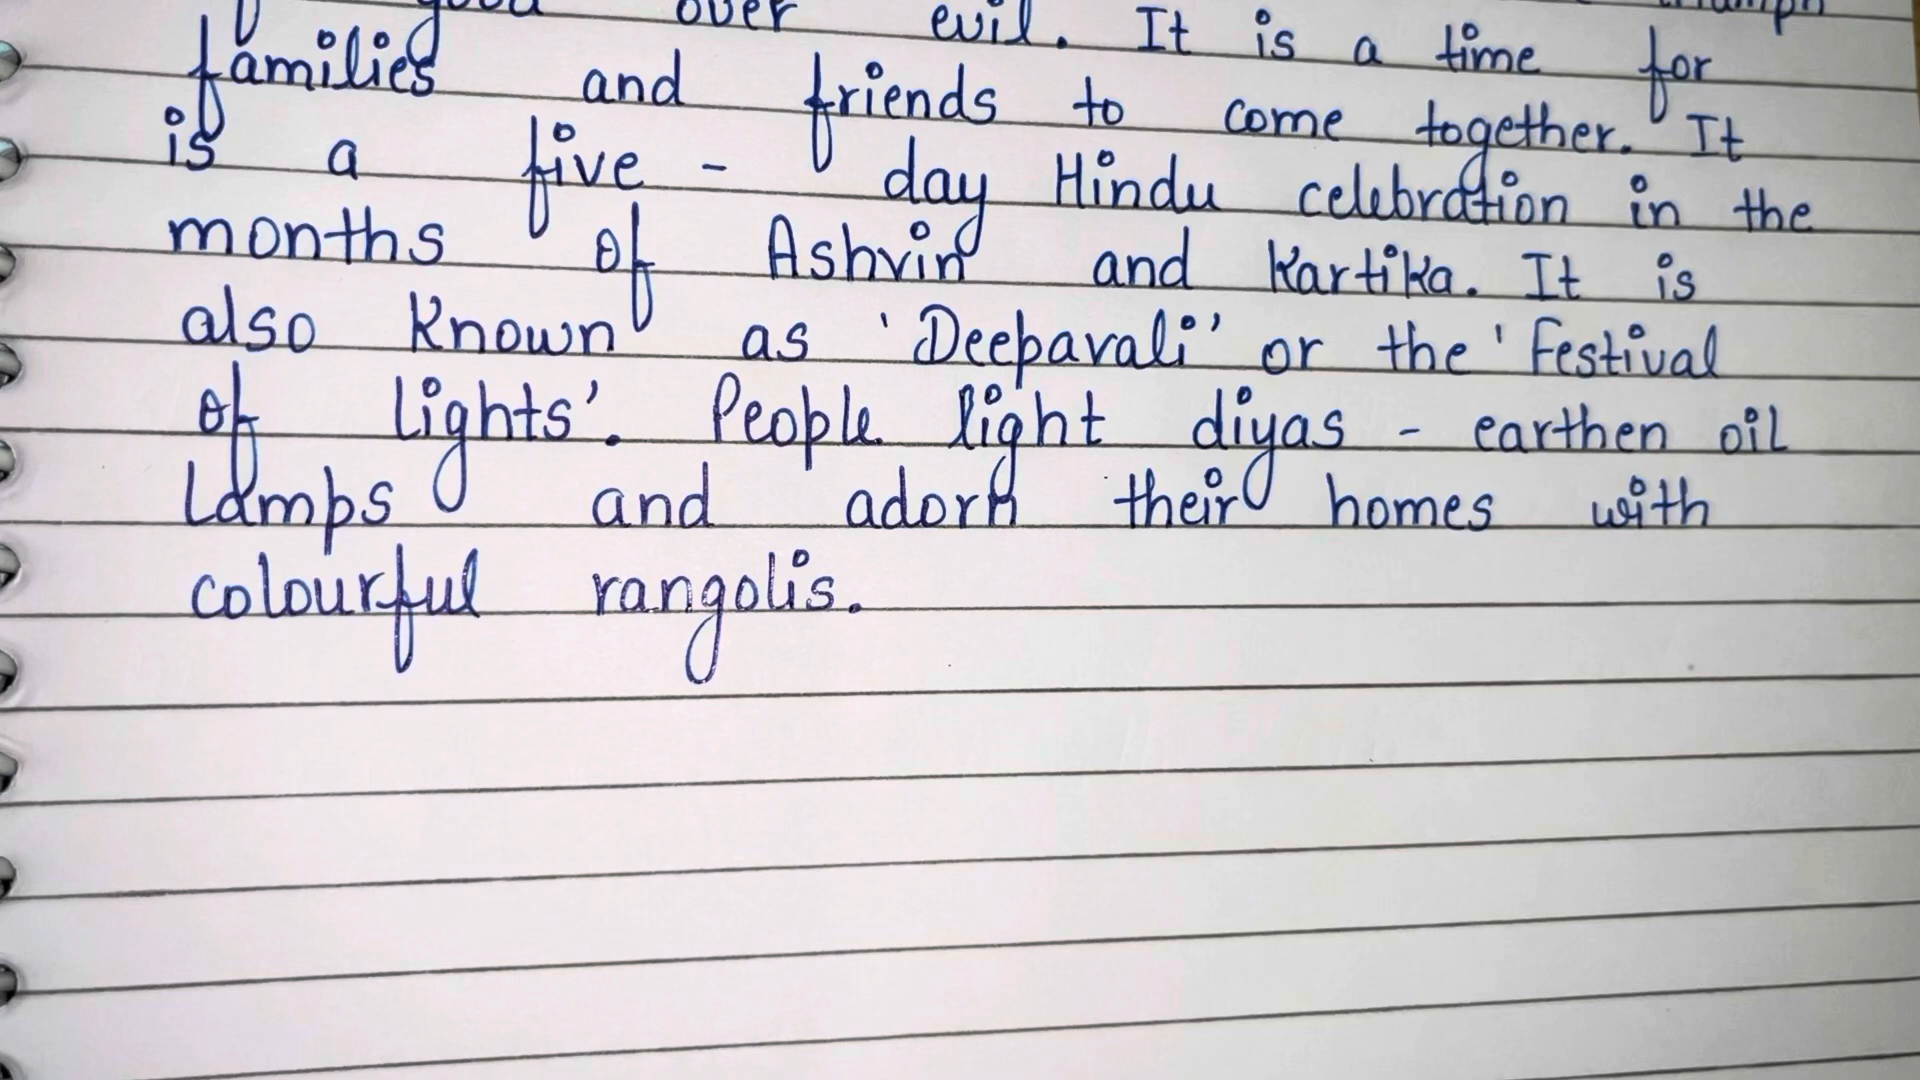 of good over evil. It is a time for
families and friends to come together. It
is a five - day Hindu celebration in the
months of Ashvin and Kartika. It is
also known as 'Deepavali' or the 'Festival
of lights'. People light diyas - earthen oil
Lamps and adorn their homes with
colourful rangolis.